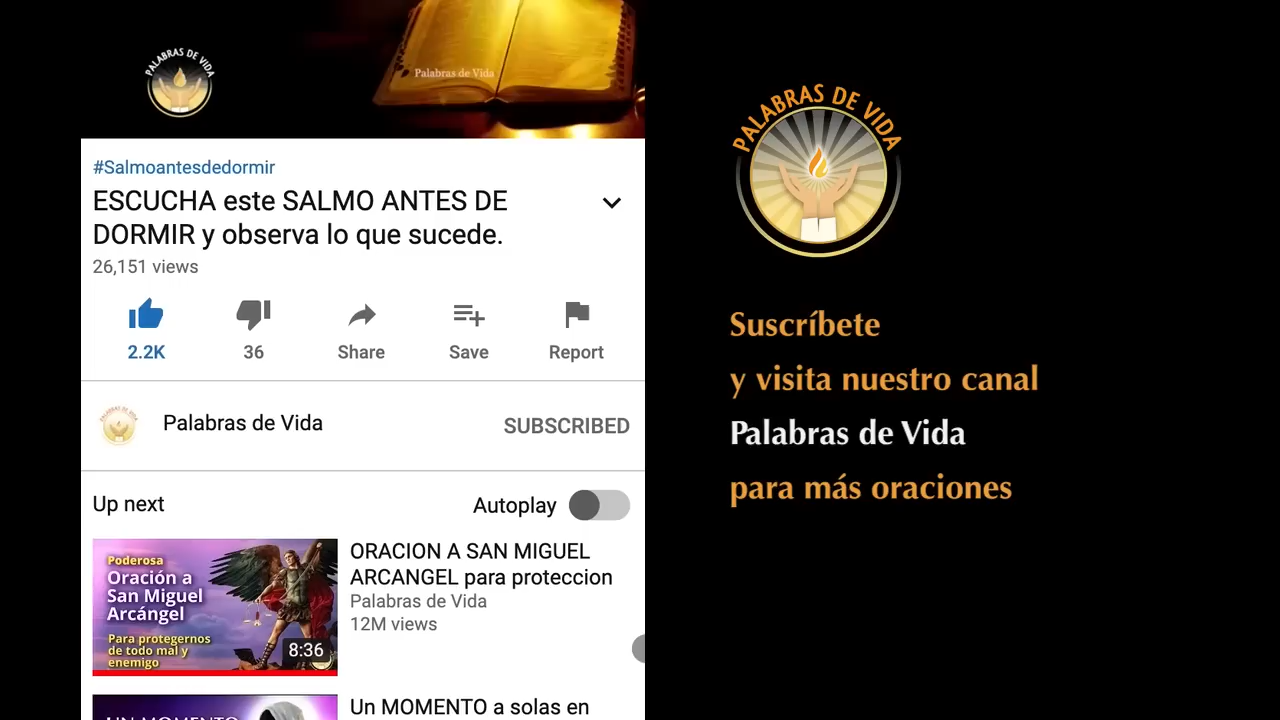 PALABRAS DE VIDA
Palabras de Vida
#Salmoantesdedormir
ESCUCHA este SALMO ANTES DE
DORMIR y observa lo que sucede.
26,151 views
2.2K
36
Share
Save
Report
Palabras de Vida
SUBSCRIBED
Up next
Autoplay
Poderosa
Oración a
San Miguel
Arcángel
Para protegernos
de todo mal y
enemigo
8:36
ORACION A SAN MIGUEL
ARCANGEL para proteccion
Palabras de Vida
12M views
UN MOMENTO
Un MOMENTO a solas en
PALABRAS DE VIDA
Suscríbete
y visita nuestro canal
Palabras de Vida
para más oraciones